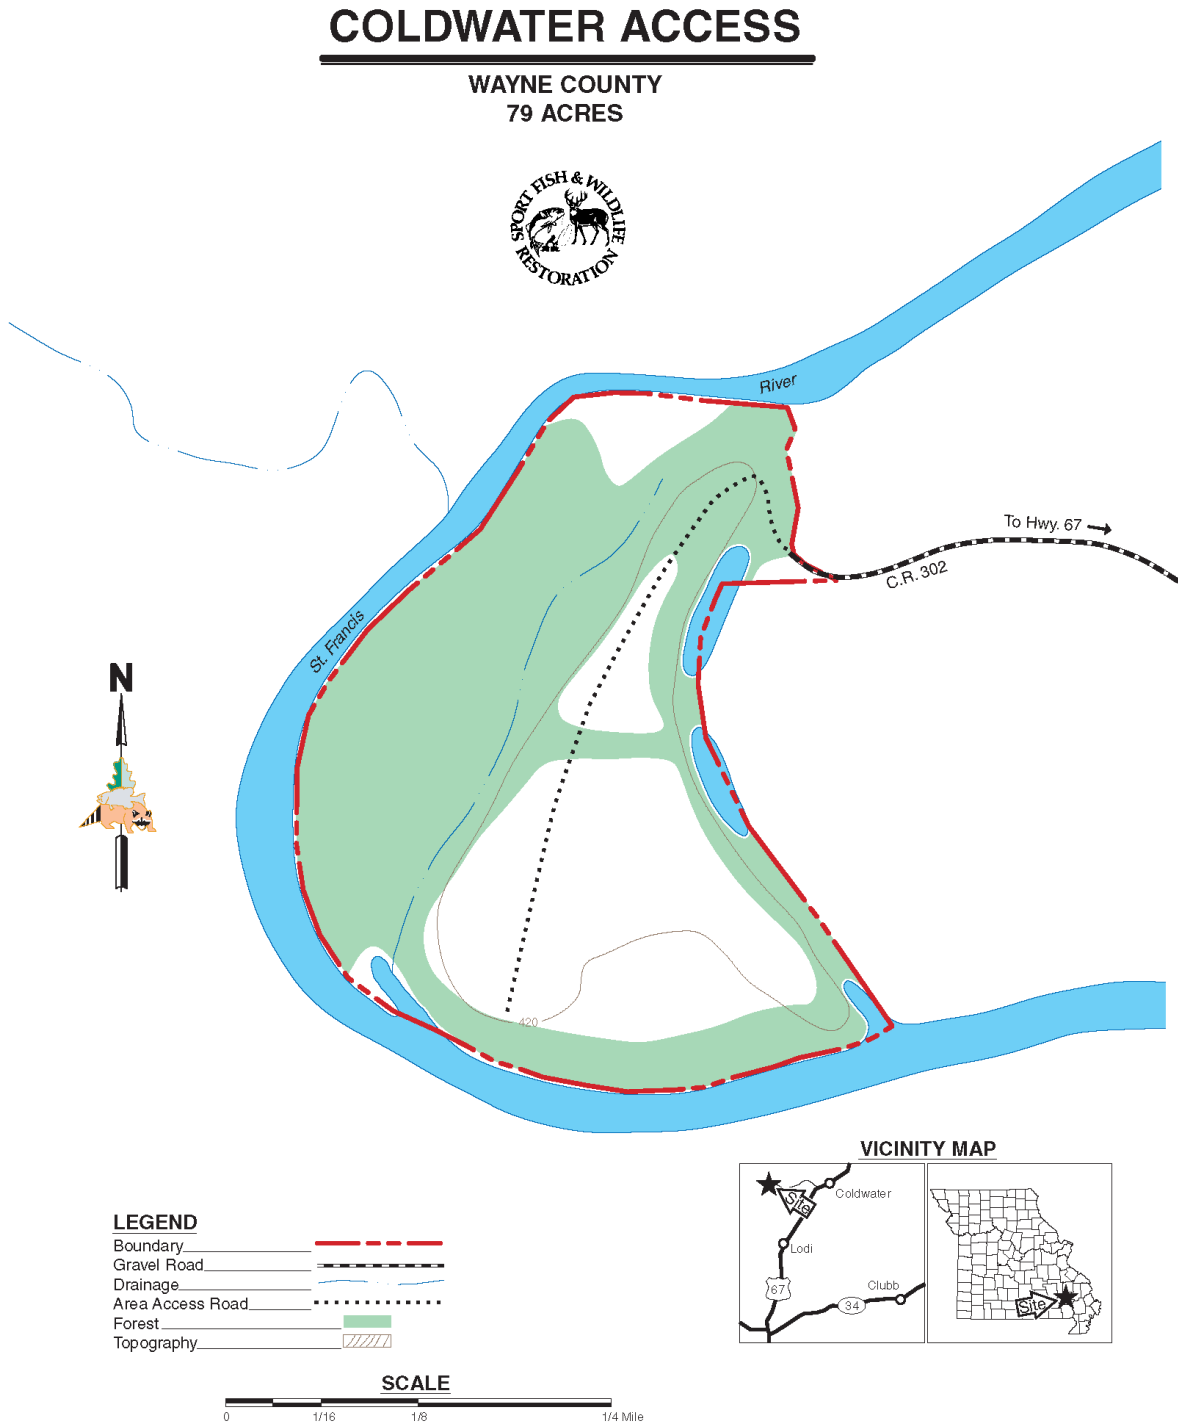 COLDWATER ACCESS
WAYNE COUNTY
79 ACRES
SPORT FISH & WILDLIFE
RESTORATION
River
To Hwy. 67
C.R. 302
St. Francis
N
420
VICINITY MAP
Site
Coldwater
Lodi
67
Clubb
34
Site
LEGEND
Boundary
Gravel Road
Drainage
Area Access Road
Forest
Topography
SCALE
0 1/16 1/8 1/4 Mile